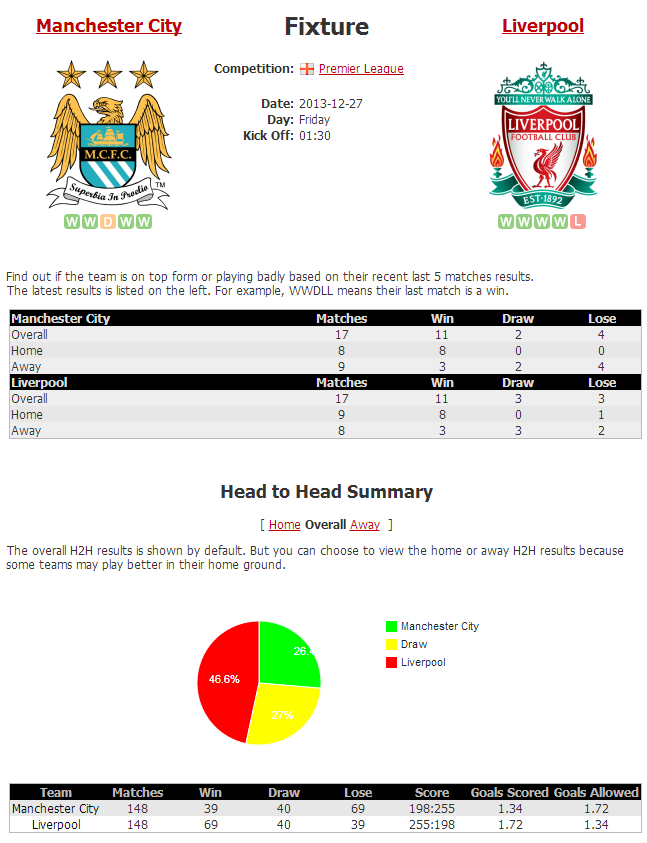 Manchester City
Fixture
Liverpool
Competition: Premier League
Date: 2013-12-27
Day: Friday
Kick Off: 01:30
M.C.F.C.
Superbia In Proelio
TM
YOU'LL NEVER WALK ALONE
LIVERPOOL
FOOTBALL CLUB
EST·1892
W W D W W
W W W W L
Find out if the team is on top form or playing badly based on their recent last 5 matches results.
The latest results is listed on the left. For example, WWDLL means their last match is a win.
Manchester City Matches Win Draw Lose
Overall 17 11 2 4
Home 8 8 0 0
Away 9 3 2 4
Liverpool Matches Win Draw Lose
Overall 17 11 3 3
Home 9 8 0 1
Away 8 3 3 2
Head to Head Summary
[ Home Overall Away ]
The overall H2H results is shown by default. But you can choose to view the home or away H2H results because
some teams may play better in their home ground.
Manchester City
Draw
Liverpool
26.4
46.6%
27%
Team Matches Win Draw Lose Score Goals Scored Goals Allowed
Manchester City 148 39 40 69 198:255 1.34 1.72
Liverpool 148 69 40 39 255:198 1.72 1.34